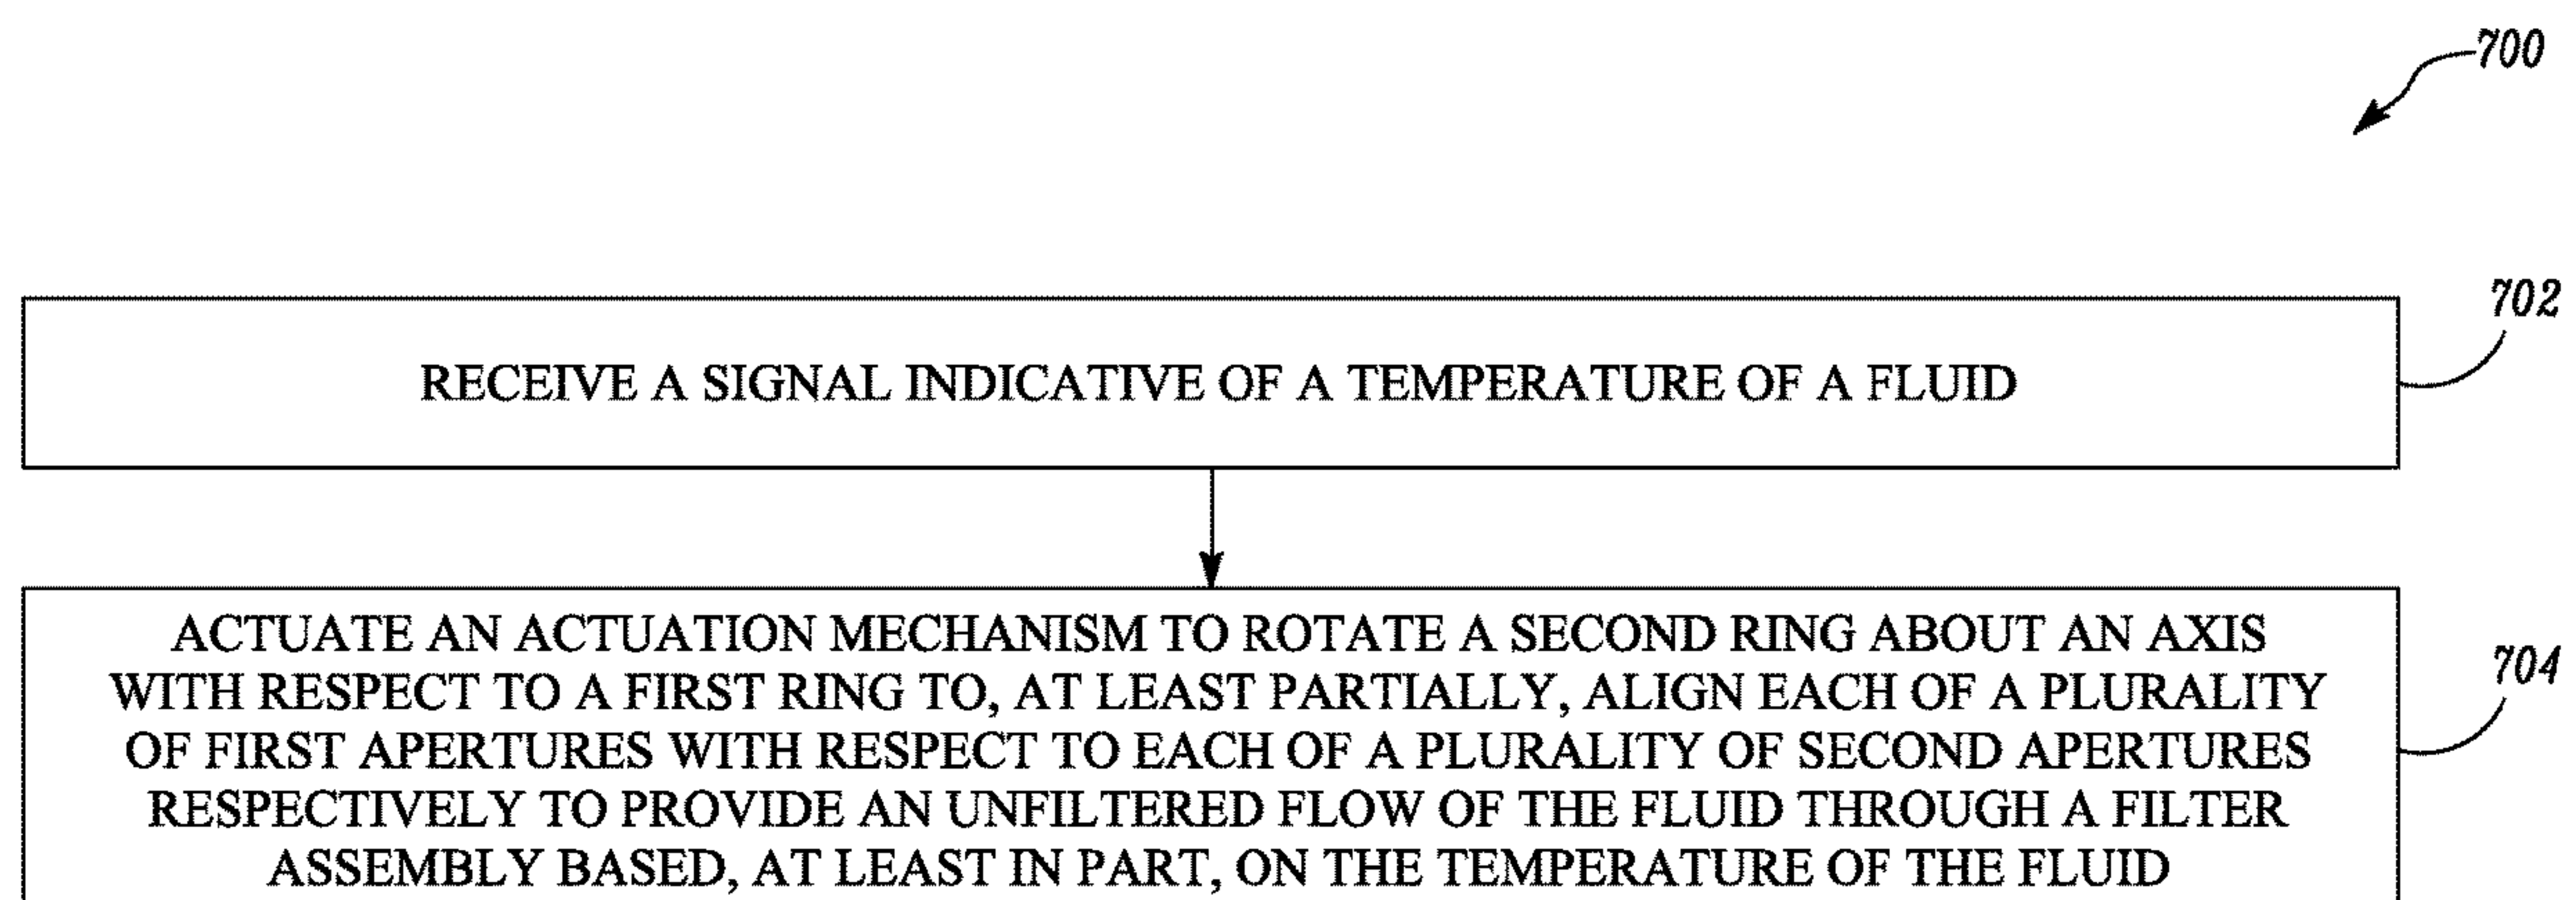 700
702
RECEIVE A SIGNAL INDICATIVE OF A TEMPERATURE OF A FLUID
704
ACTUATE AN ACTUATION MECHANISM TO ROTATE A SECOND RING ABOUT AN AXIS
WITH RESPECT TO A FIRST RING TO, AT LEAST PARTIALLY, ALIGN EACH OF A PLURALITY
OF FIRST APERTURES WITH RESPECT TO EACH OF A PLURALITY OF SECOND APERTURES
RESPECTIVELY TO PROVIDE AN UNFILTERED FLOW OF THE FLUID THROUGH A FILTER
ASSEMBLY BASED, AT LEAST IN PART, ON THE TEMPERATURE OF THE FLUID